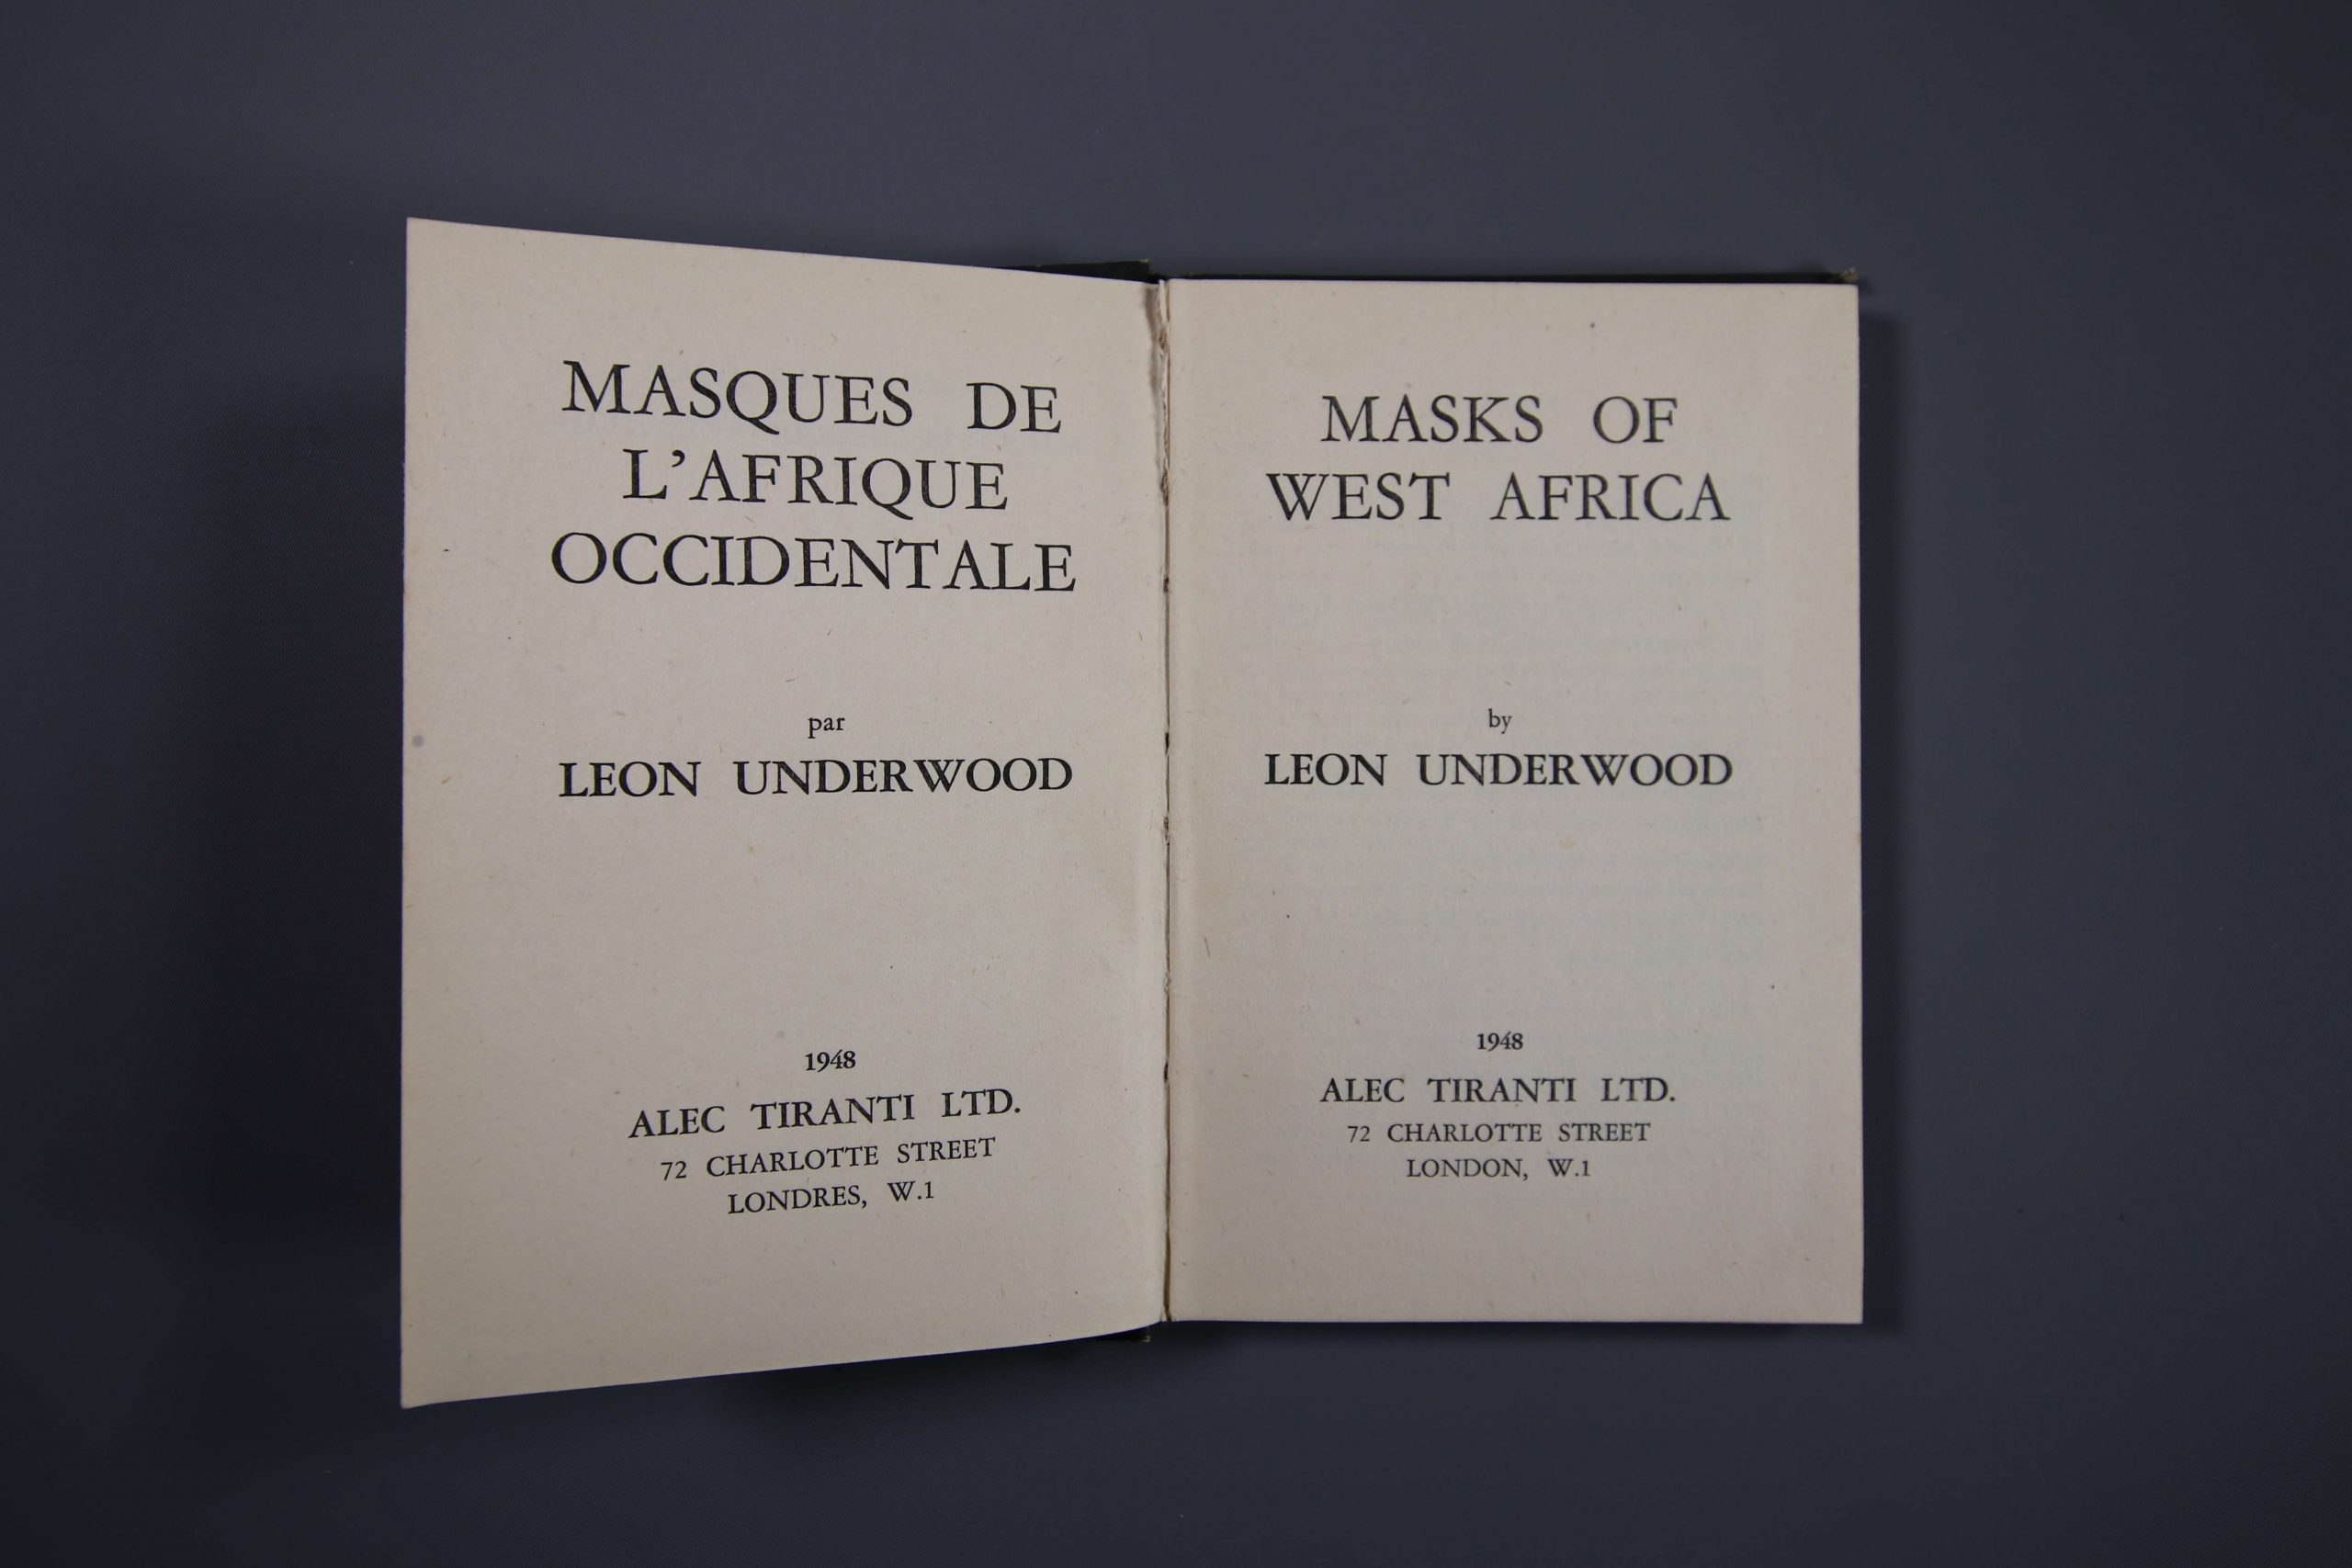 MASQUES DE
L'AFRIQUE
OCCIDENTALE
par
LEON UNDERWOOD
1948
ALEC TIRANTI LTD.
72 CHARLOTTE STREET
LONDRES, W.1
MASKS OF
WEST AFRICA
by
LEON UNDERWOOD
1948
ALEC TIRANTI LTD.
72 CHARLOTTE STREET
LONDON, W.1